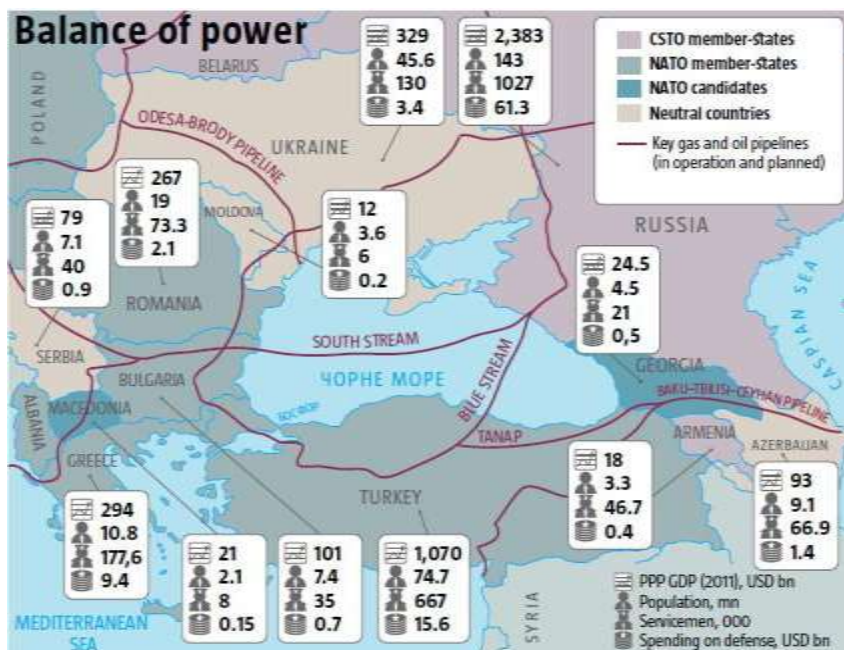 Balance of power
329
45.6
130
3.4
2,383
143
1027
61.3
CSTO member-states
NATO member-states
NATO candidates
Neutral countries
Key gas and oil pipelines
(in operation and planned)
BELARUS
POLAND
ODESA-BRODY PIPELINE
UKRAINE
RUSSIA
267
19
73.3
2.1
MOLDOVA
79
7.1
40
0.9
12
3.6
6
0.2
24.5
4.5
21
0,5
CASPIAN SEA
ROMANIA
SERBIA
SOUTH STREAM
GEORGIA
BULGARIA
ЧОРНЕ МОРЕ
BLUE STREAM
BAKU–TBILISI–CEYHAN PIPELINE
ALBANIA
MACEDONIA
БОСФОР
TANAP
ARMENIA
AZERBAIJAN
GREECE
TURKEY
18
3.3
46.7
0.4
93
9.1
66.9
1.4
294
10.8
177,6
9.4
21
2.1
8
0.15
101
7.4
35
0.7
1,070
74.7
667
15.6
SYRIA
PPP GDP (2011), USD bn
Population, mn
Servicemen, 000
Spending on defense, USD bn
MEDITERRANEAN
SEA